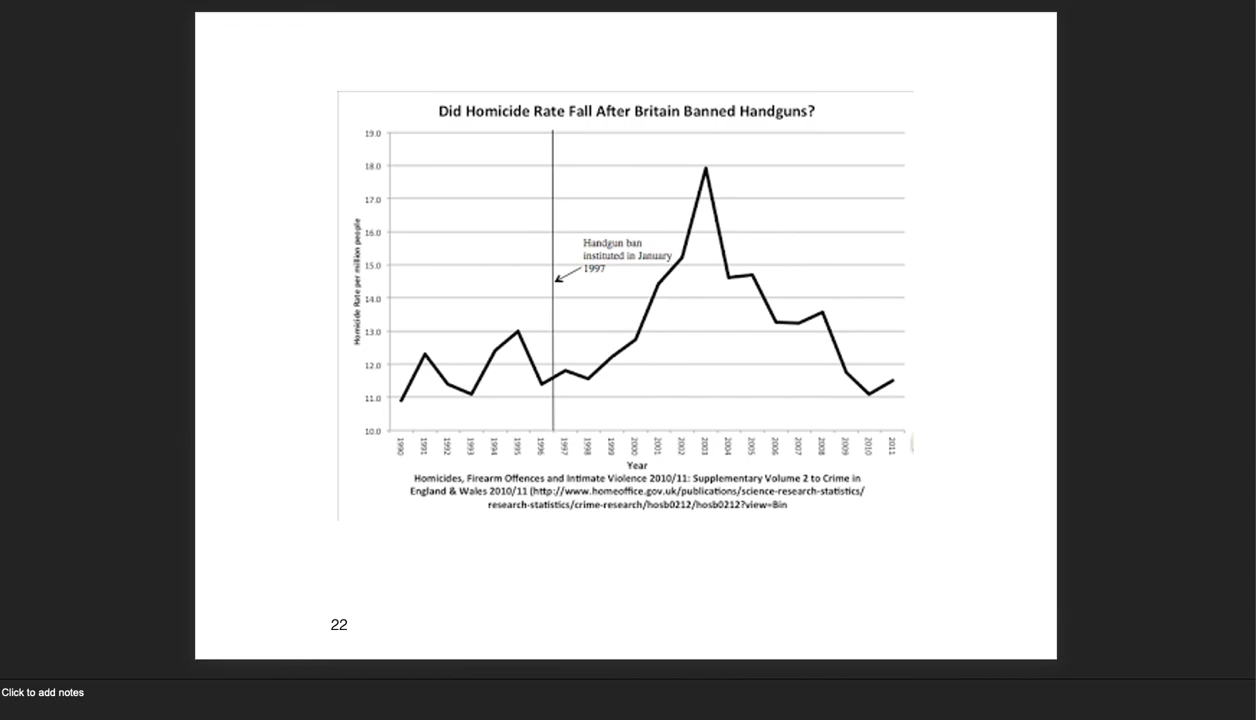 Did Homicide Rate Fall After Britain Banned Handguns?
19.0
18.0
17.0
16.0
15.0
14.0
13.0
12.0
11.0
10.0
Homicide Rate per million people
Handgun ban
instituted in January
1997
1990 1991 1992 1993 1994 1995 1996 1997 1998 1999 2000 2001 2002 2003 2004 2005 2006 2007 2008 2009 2010 2011
Year
Homicides, Firearm Offences and Intimate Violence 2010/11: Supplementary Volume 2 to Crime in
England & Wales 2010/11 (http://www.homeoffice.gov.uk/publications/science-research-statistics/
research-statistics/crime-research/hosb0212/hosb0212?view=Bin
22
Click to add notes